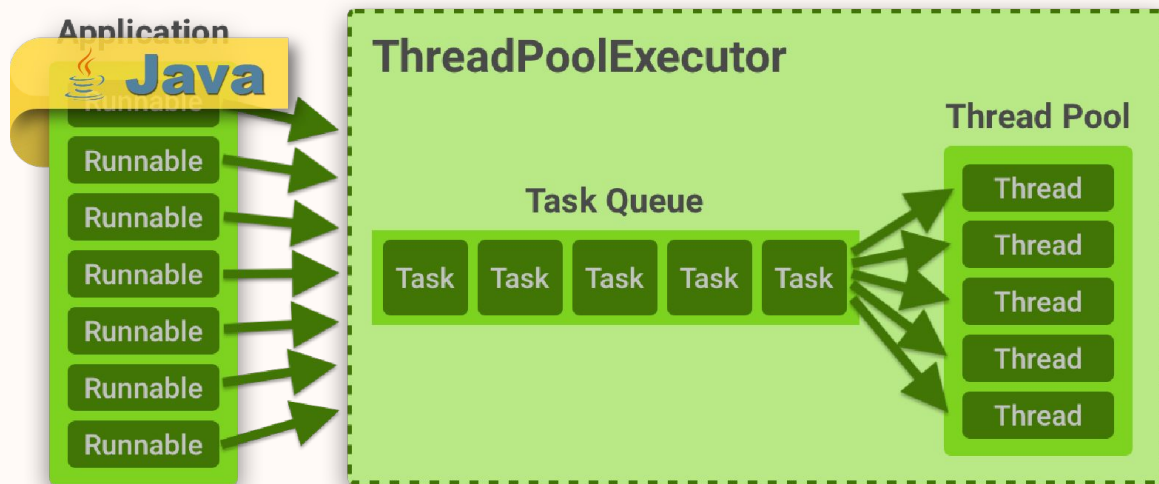 Application
Java
Runnable
Runnable
Runnable
Runnable
Runnable
Runnable
Runnable
ThreadPoolExecutor
Task Queue
Task
Task
Task
Task
Task
Thread Pool
Thread
Thread
Thread
Thread
Thread